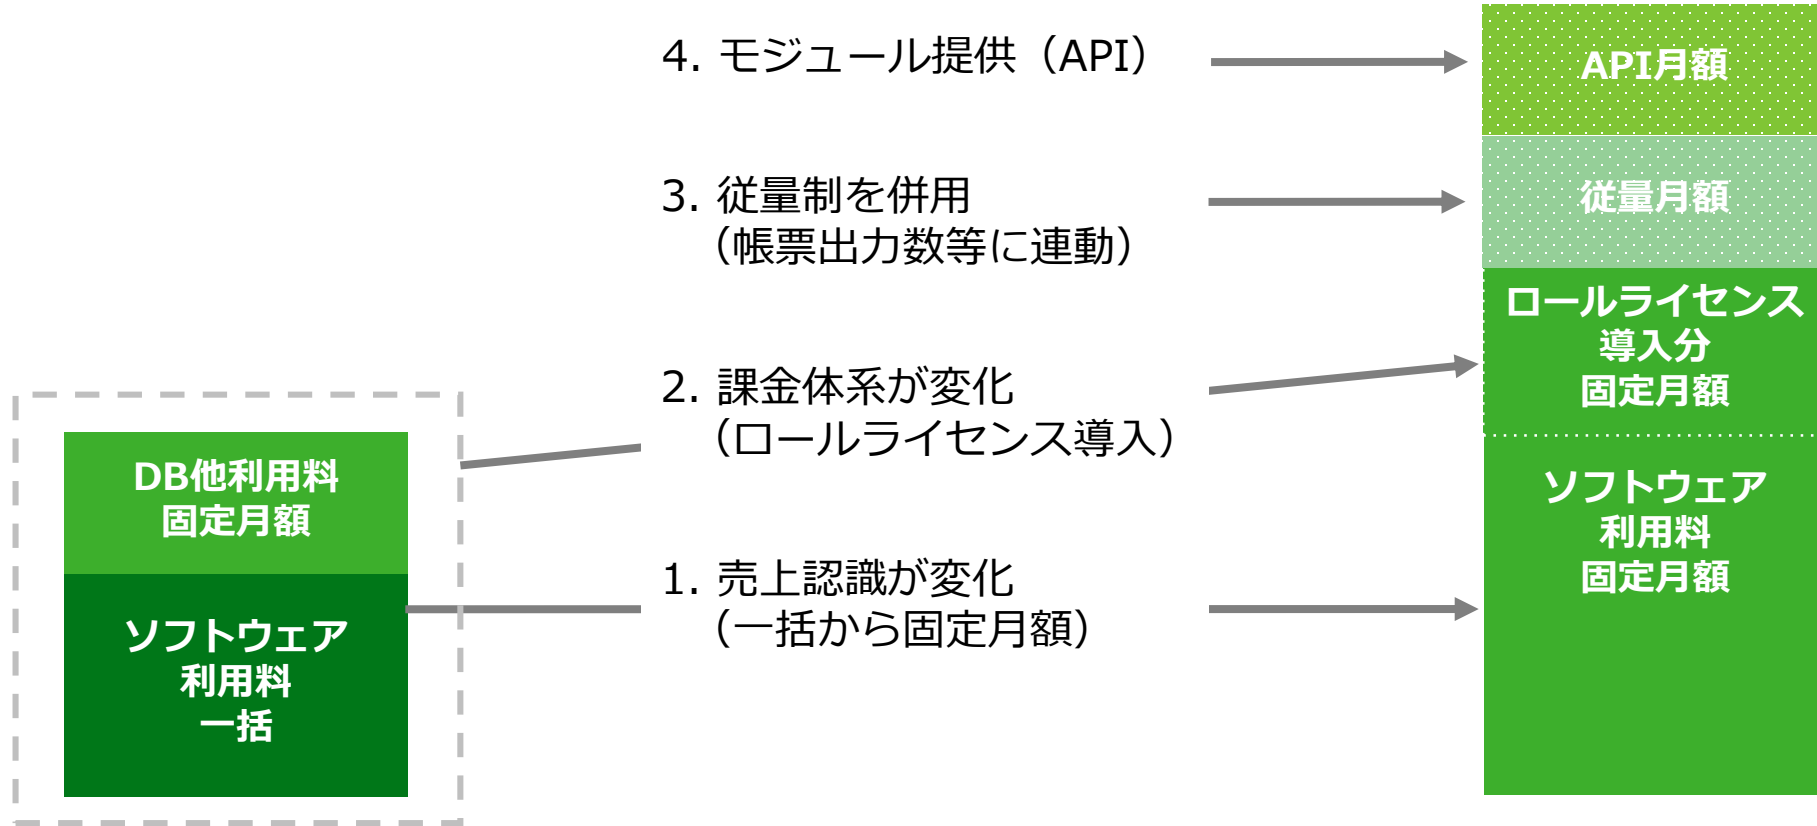 4. モジュール提供（API）
3. 従量制を併用
（帳票出力数等に連動）
2. 課金体系が変化
（ロールライセンス導入）
1. 売上認識が変化
（一括から固定月額）
DB他利用料
固定月額
ソフトウェア
利用料
一括
API月額
従量月額
ロールライセンス
導入分
固定月額
ソフトウェア
利用料
固定月額